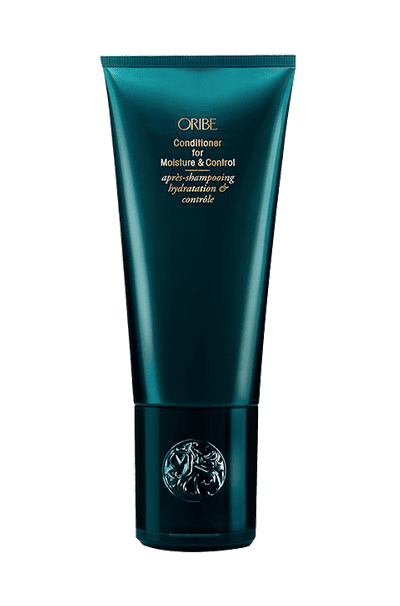 ORIBE
Conditioner
for
Moisture & Control
après-shampooing
hydratation &
contrôle